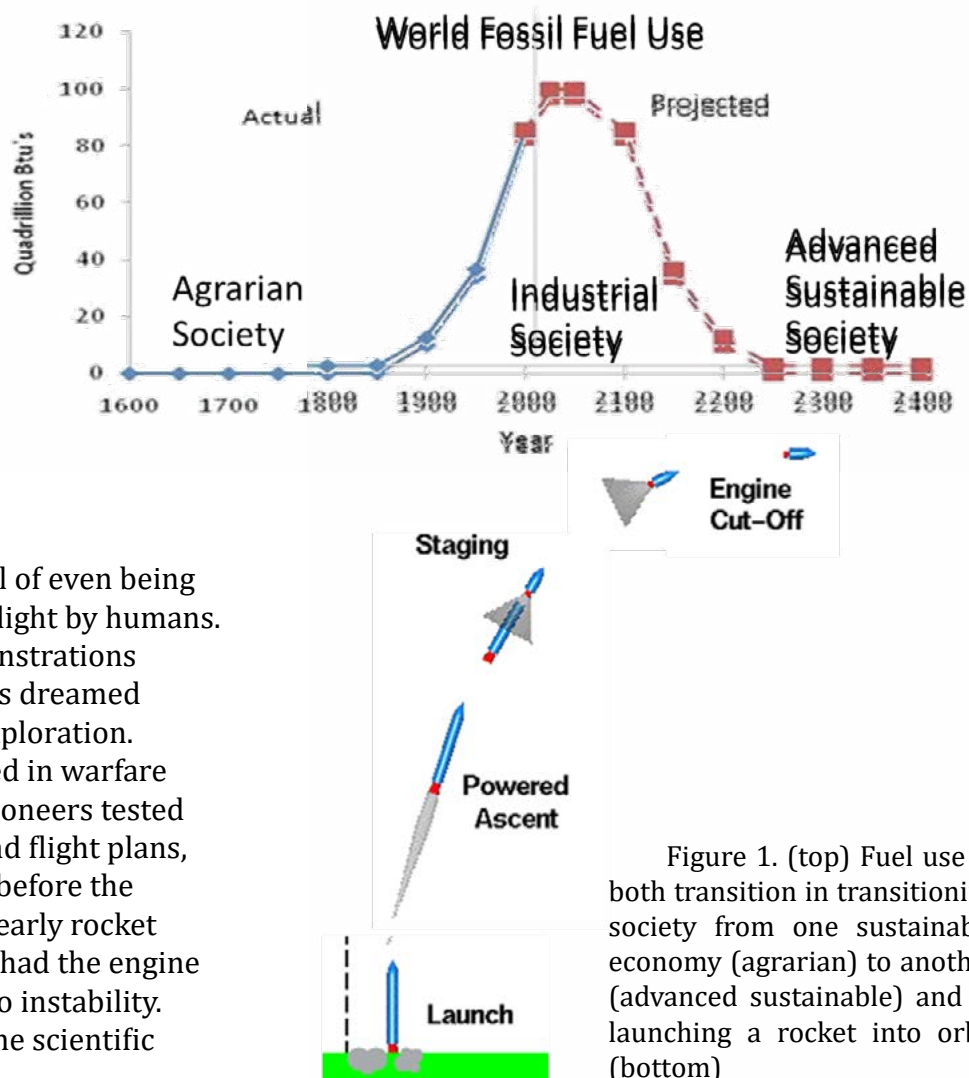 World Fossil Fuel Use
120
100
80
60
40
20
0
Quadrillion Btu's
Actual
Projected
Agrarian
Society
Industrial
Society
Advanced
Sustainable
Society
1600 1700 1800 1900 2000 2100 2200 2300 2400
Year
Engine
Cut-Off
Staging
Powered
Ascent
Launch
of even being
light by humans.
nstrations
s dreamed
ploration.
ed in warfare
oneers tested
nd flight plans,
before the
early rocket
had the engine
o instability.
ne scientific
Figure 1. (top) Fuel use
both transition in transitioni
society from one sustainab
economy (agrarian) to anoth
(advanced sustainable) and
launching a rocket into orb
(bottom)